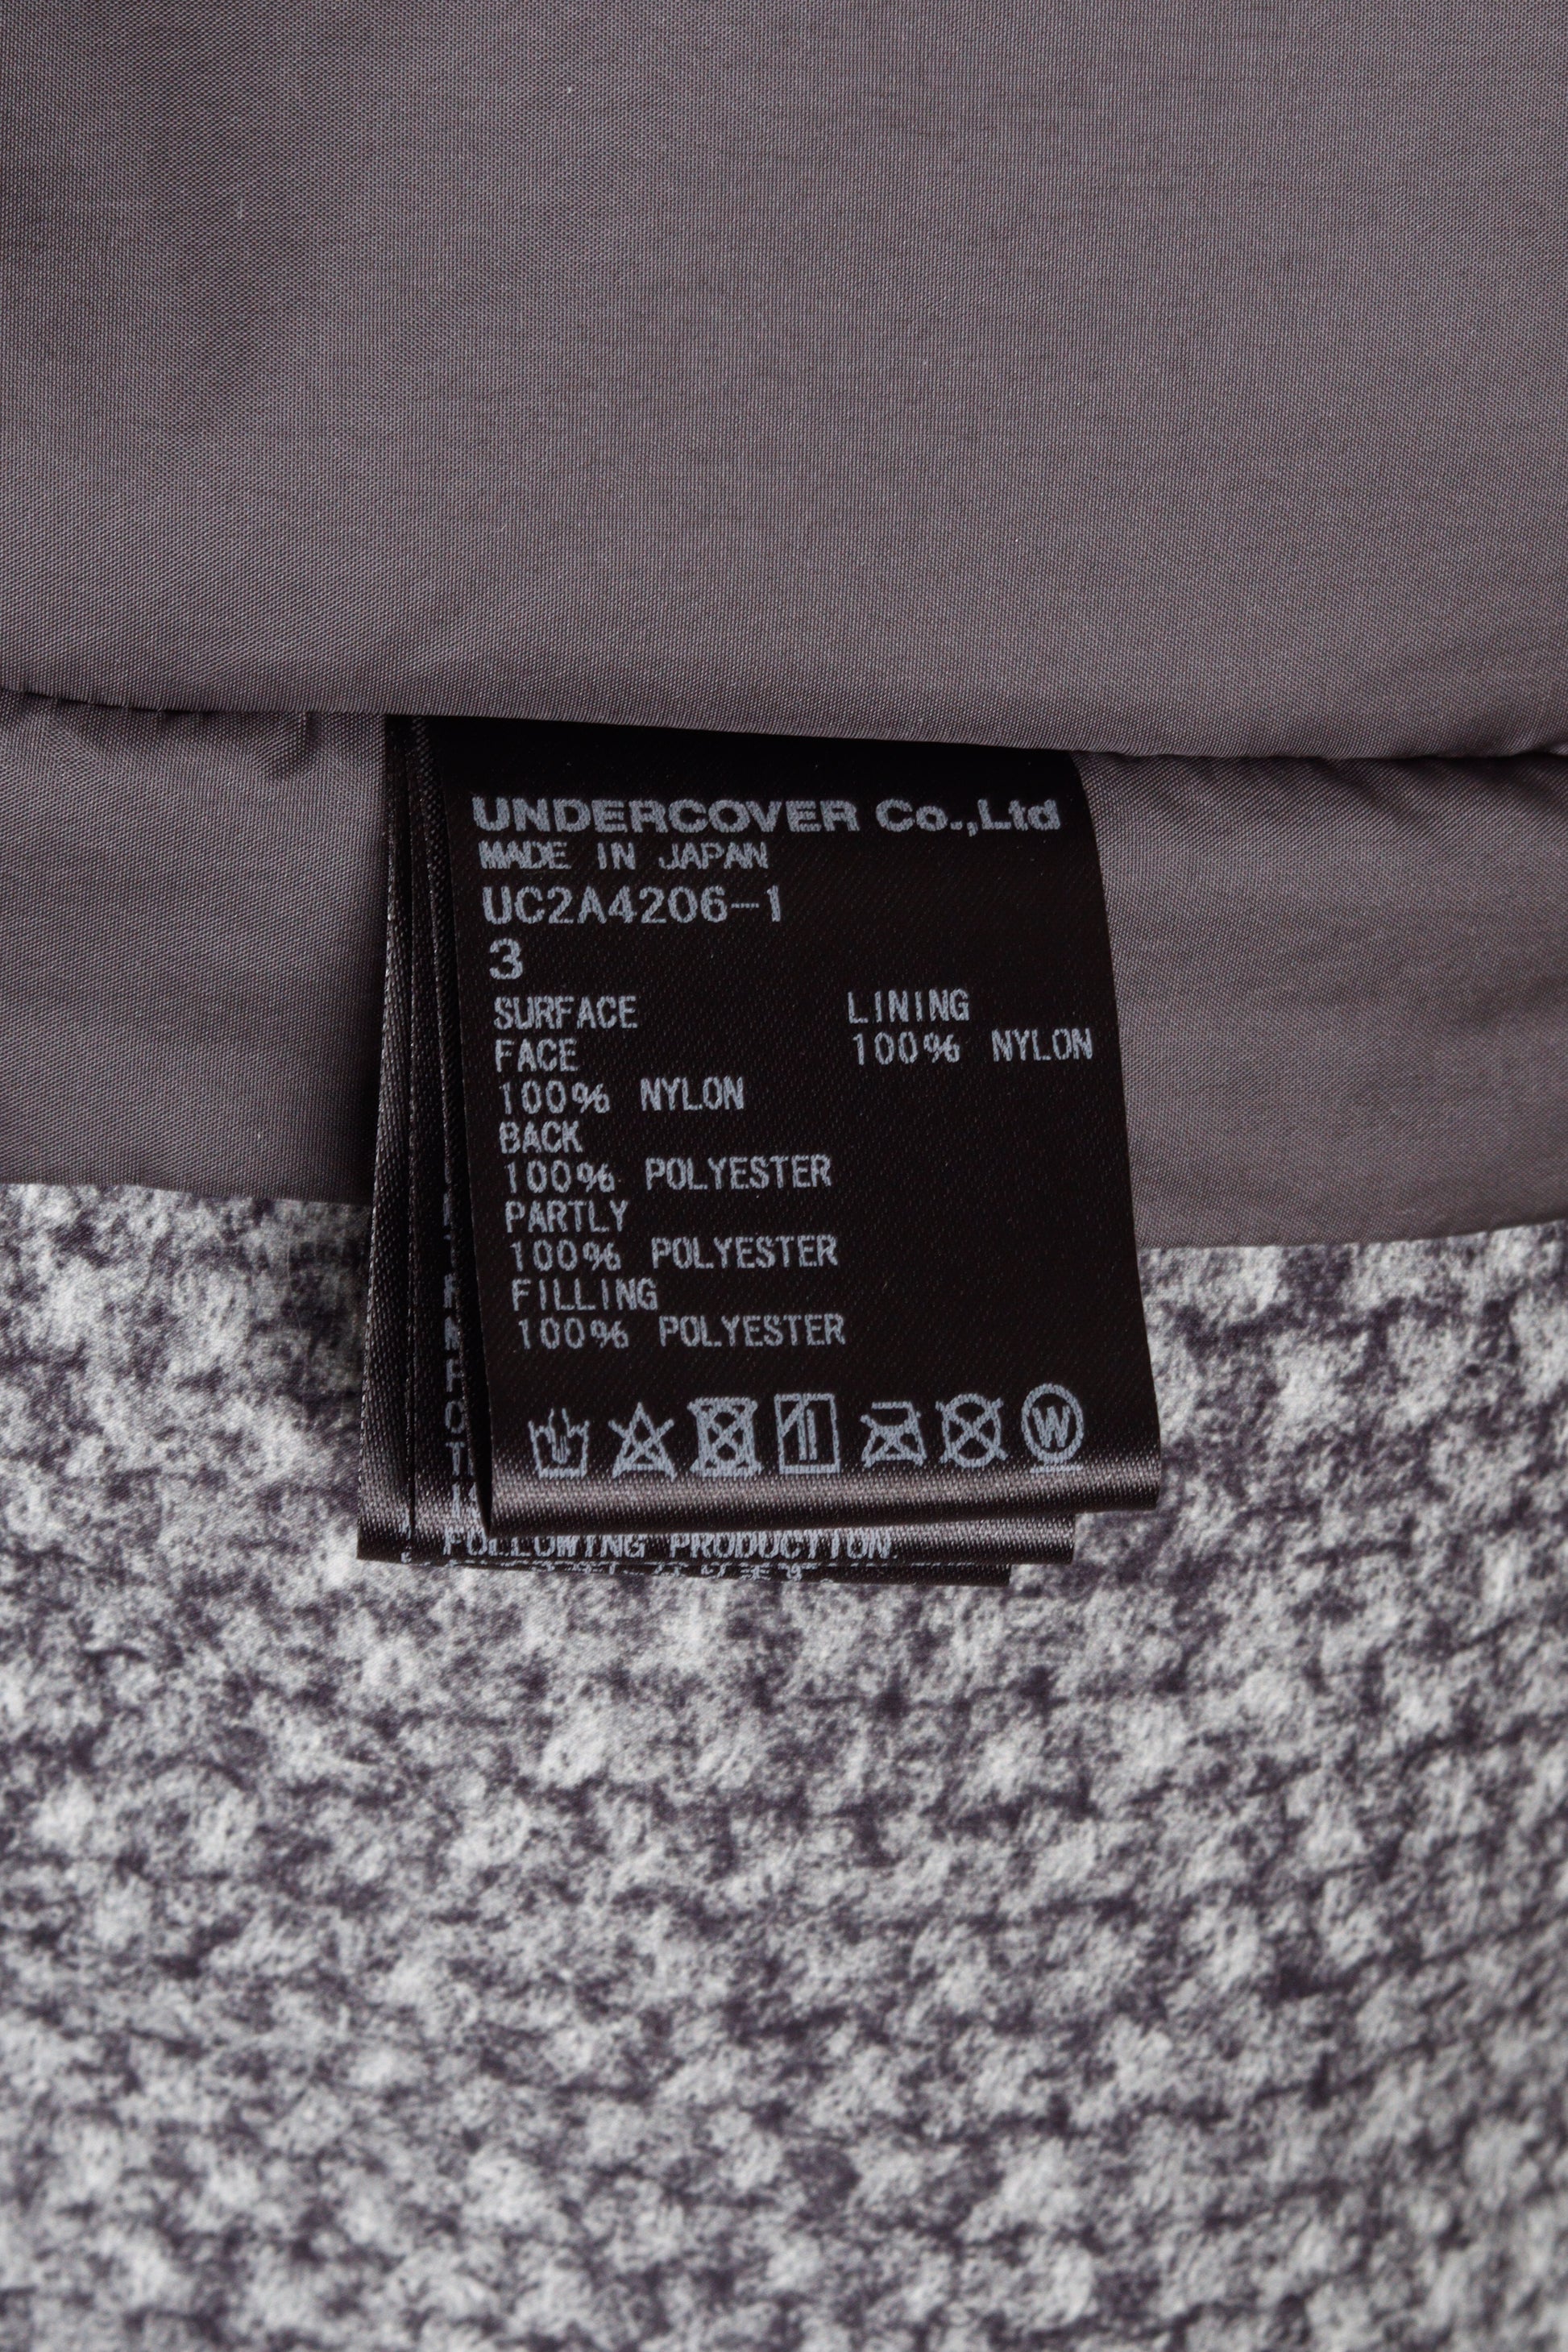 UNDERCOVER Co.,Ltd
MADE IN JAPAN
UC2A4206-1
3
SURFACE
FACE
100% NYLON
BACK
100% POLYESTER
PARTLY
100% POLYESTER
FILLING
100% POLYESTER
LINING
100% NYLON
W
FOLLOWING PRODUCTION